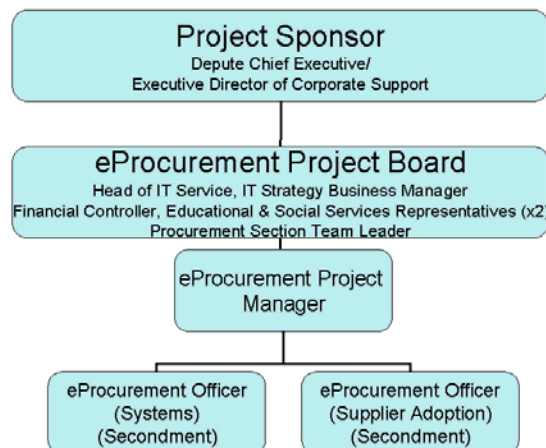 Project Sponsor
Depute Chief Executive/
Executive Director of Corporate Support
eProcurement Project Board
Head of IT Service, IT Strategy Business Manager
Financial Controller, Educational & Social Services Representatives (x2)
Procurement Section Team Leader
eProcurement Project
Manager
eProcurement Officer
(Systems)
(Secondment)
eProcurement Officer
(Supplier Adoption)
(Secondment)